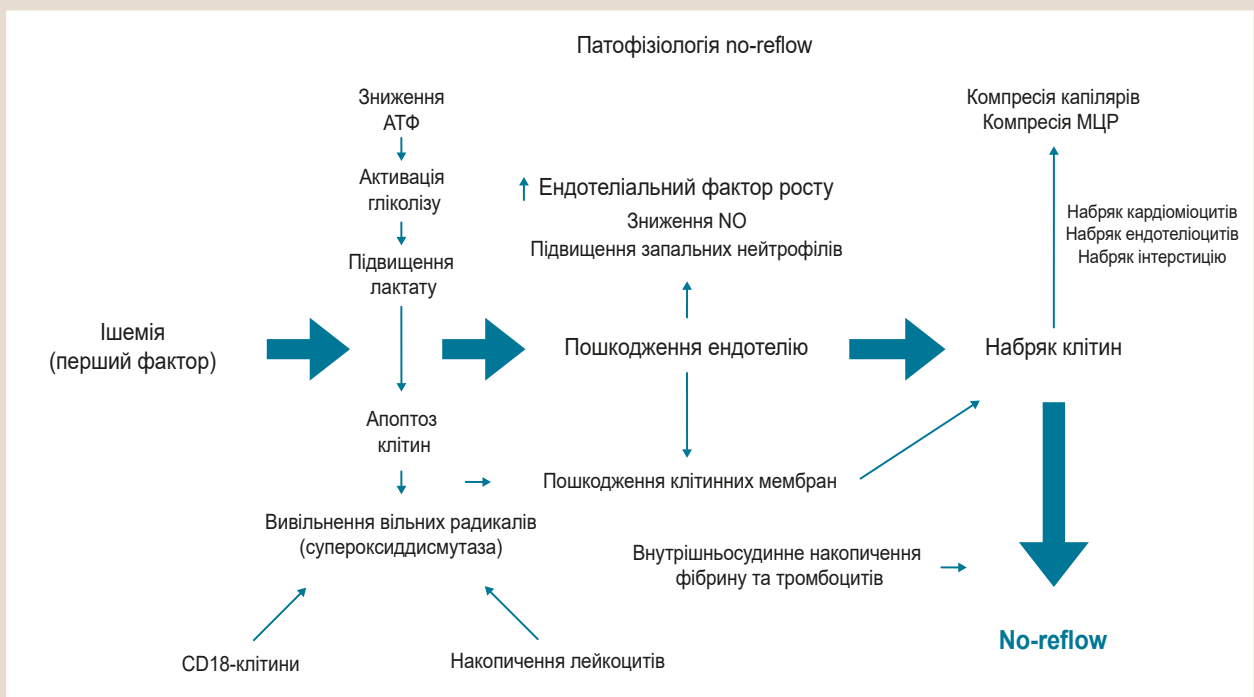 Патофізіологія no-reflow
Зниження
АТФ
Активація
гліколізу
Підвищення
лактату
Ендотеліальний фактор росту
Зниження NO
Підвищення запальних нейтрофілів
Компресія капілярів
Компресія МЦР
Набряк кардіоміоцитів
Набряк ендотеліоцитів
Набряк інтерстицію
Ішемія
(перший фактор)
Пошкодження ендотелію
Набряк клітин
Апоптоз
клітин
Пошкодження клітинних мембран
Вивільнення вільних радикалів
(супероксиддисмутаза)
Внутрішньосудинне накопичення
фібрину та тромбоцитів
No-reflow
CD18-клітини
Накопичення лейкоцитів